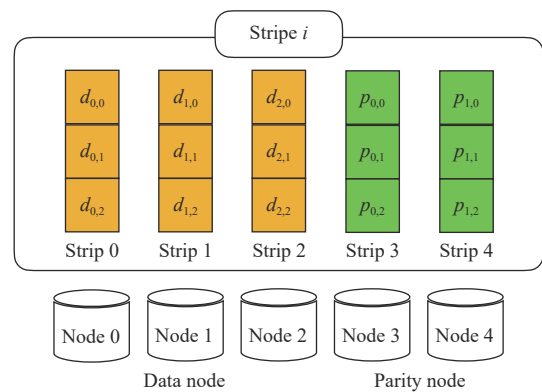 Stripe i
d0,0 d1,0 d2,0 p0,0 p1,0
d0,1 d1,1 d2,1 p0,1 p1,1
d0,2 d1,2 d2,2 p0,2 p1,2
Strip 0 Strip 1 Strip 2 Strip 3 Strip 4
Node 0 Node 1 Node 2 Node 3 Node 4
Data node Parity node